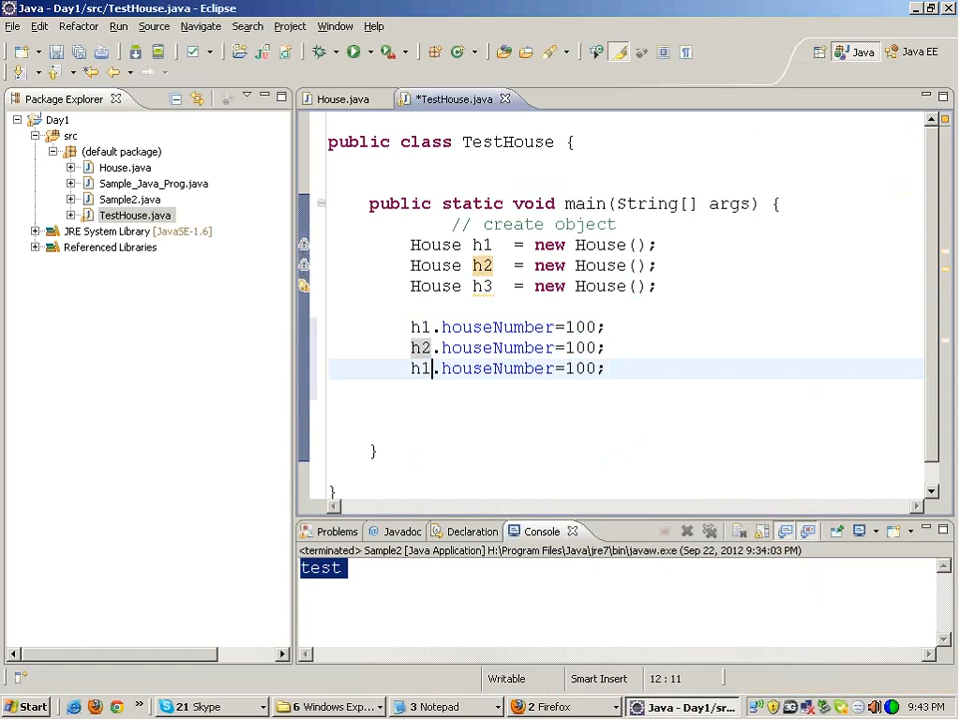 Java - Day1/src/TestHouse.java - Eclipse
File Edit Refactor Run Source Navigate Search Project Window Help
Java Java EE
Package Explorer
House.java *TestHouse.java
Day1
src
(default package)
House.java
Sample_Java_Prog.java
Sample2.java
TestHouse.java
JRE System Library [JavaSE-1.6]
Referenced Libraries
public class TestHouse {
public static void main(String[] args) {
// create object
House h1 = new House();
House h2 = new House();
House h3 = new House();
h1.houseNumber=100;
h2.houseNumber=100;
h1.houseNumber=100;
}
}
Problems Javadoc Declaration Console
<terminated> Sample2 [Java Application] H:\Program Files\Java\jre7\bin\javaw.exe (Sep 22, 2012 9:34:03 PM)
test
Writable Smart Insert 12 : 11
Start 21 Skype 6 Windows Exp... 3 Notepad 2 Firefox Java - Day1/sr... 9:43 PM